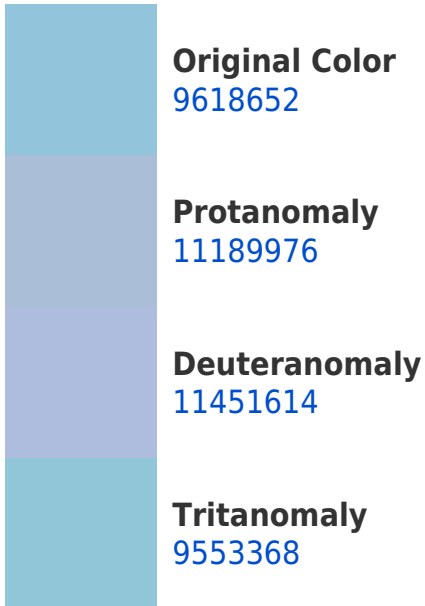 Original Color
9618652
Protanomaly
11189976
Deuteranomaly
11451614
Tritanomaly
9553368